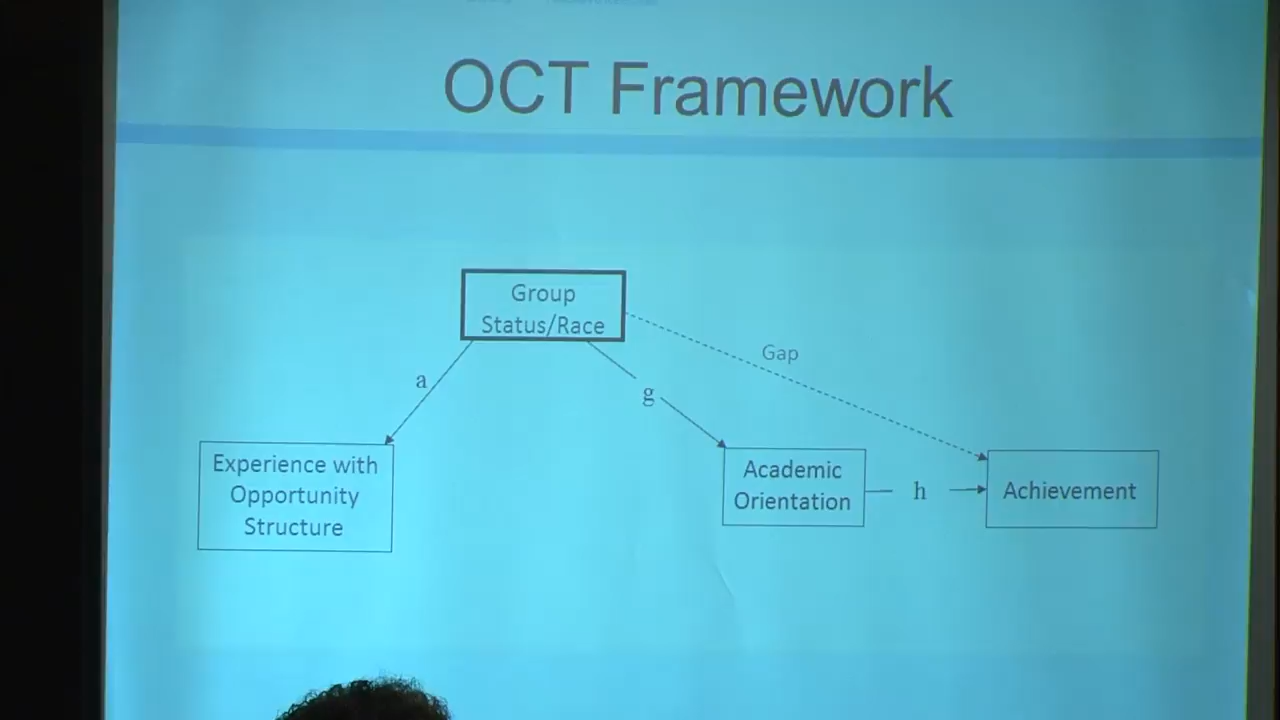 OCT Framework
Group
Status/Race
Gap
a
g
Experience with
Opportunity
Structure
Academic
Orientation
h
Achievement